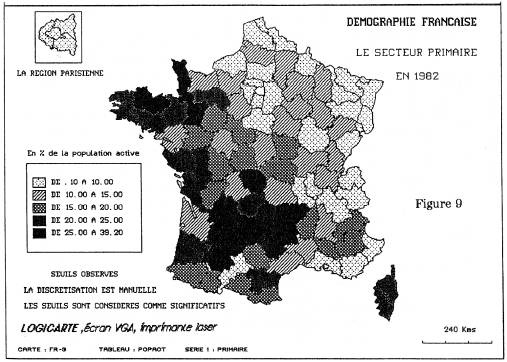 DEMOGRAPHIE FRANCAISE
LE SECTEUR PRIMAIRE
EN 1982
LA REGION PARISIENNE
En % de la population active
DE .10 A 10.00
DE 10.00 A 15.00
DE 15.00 A 20.00
DE 20.00 A 25.00
DE 25.00 A 39.20
Figure 9
SEUILS OBSERVES
LA DISCRETISATION EST MANUELLE
LES SEUILS SONT CONSIDERES COMME SIGNIFICATIFS
LOGICARTE ,écran VGA, imprimante laser
240 Kms
CARTE : FR-9 TABLEAU : POPACT SERIE 1 : PRIMAIRE